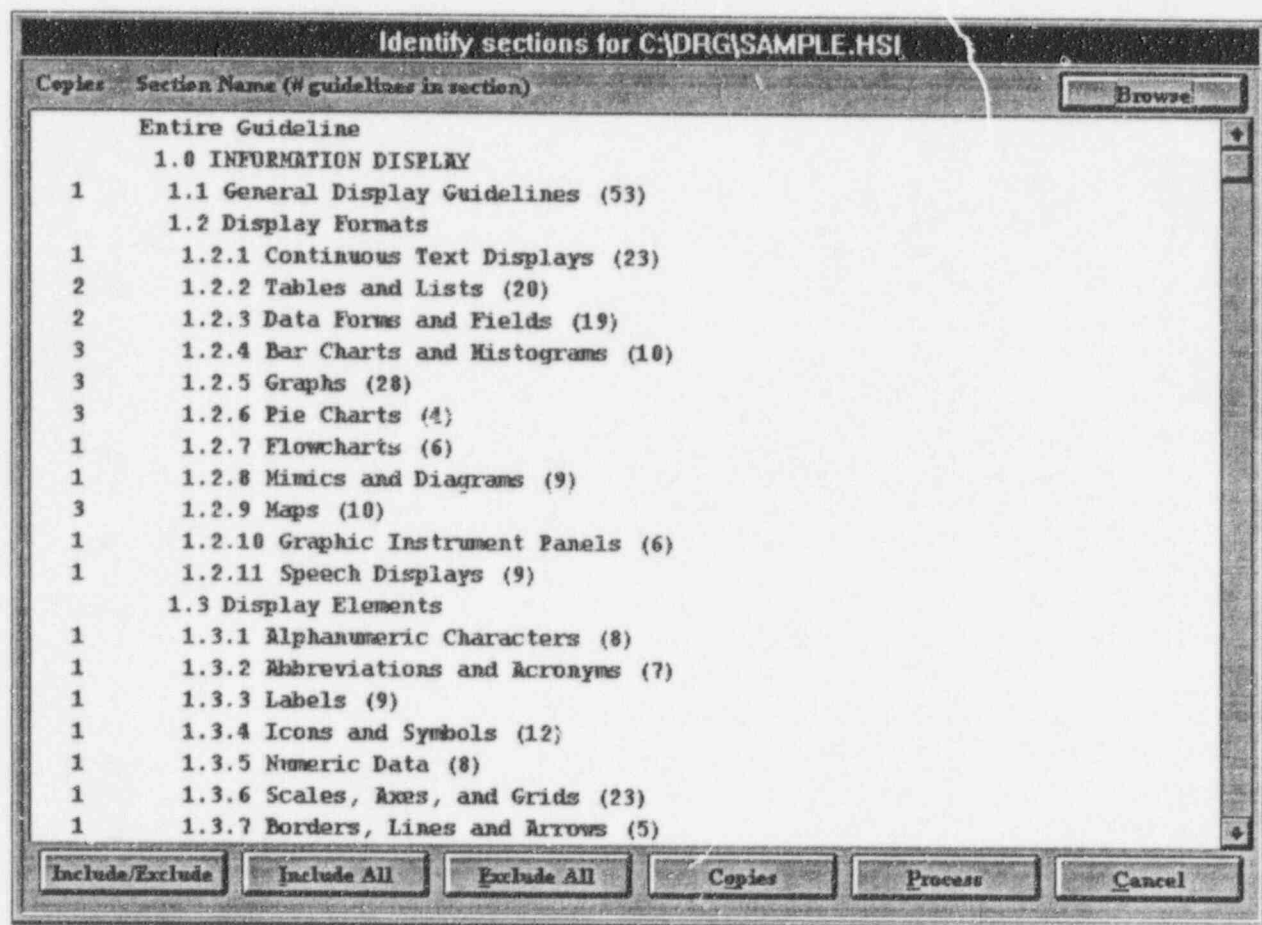 Identify sections for C:\DRG\SAMPLE.HSI
Copies Section Name (# guidelines in section) Browse
Entire Guideline
1.0 INFORMATION DISPLAY
1 1.1 General Display Guidelines (53)
1.2 Display Formats
1 1.2.1 Continuous Text Displays (23)
2 1.2.2 Tables and Lists (20)
2 1.2.3 Data Forms and Fields (19)
3 1.2.4 Bar Charts and Histograms (10)
3 1.2.5 Graphs (28)
3 1.2.6 Pie Charts (4)
1 1.2.7 Flowcharts (6)
1 1.2.8 Mimics and Diagrams (9)
3 1.2.9 Maps (10)
1 1.2.10 Graphic Instrument Panels (6)
1 1.2.11 Speech Displays (9)
1.3 Display Elements
1 1.3.1 Alphanumeric Characters (8)
1 1.3.2 Abbreviations and Acronyms (7)
1 1.3.3 Labels (9)
1 1.3.4 Icons and Symbols (12)
1 1.3.5 Numeric Data (8)
1 1.3.6 Scales, Axes, and Grids (23)
1 1.3.7 Borders, Lines and Arrows (5)
Include/Exclude Include All Exclude All Copies Process Cancel